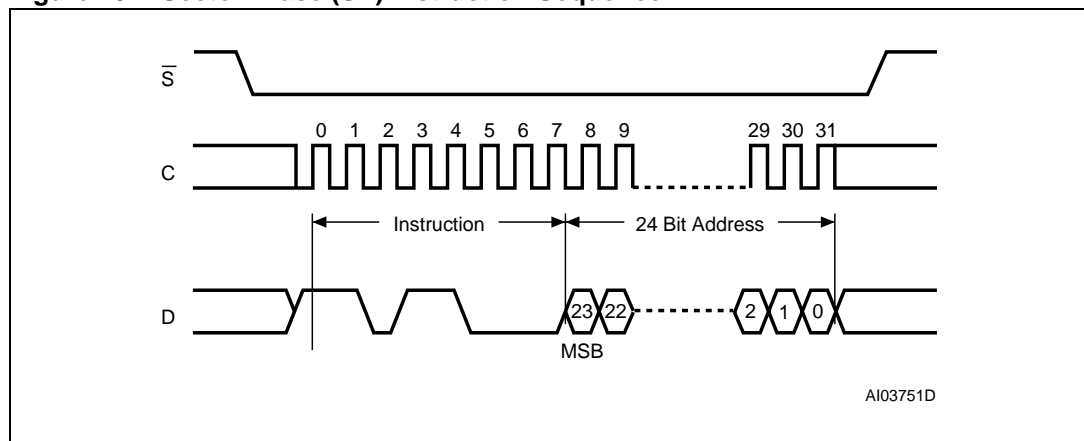 S
0 1 2 3 4 5 6 7 8 9 29 30 31
C
Instruction 24 Bit Address
D 23 22 2 1 0
MSB
AI03751D